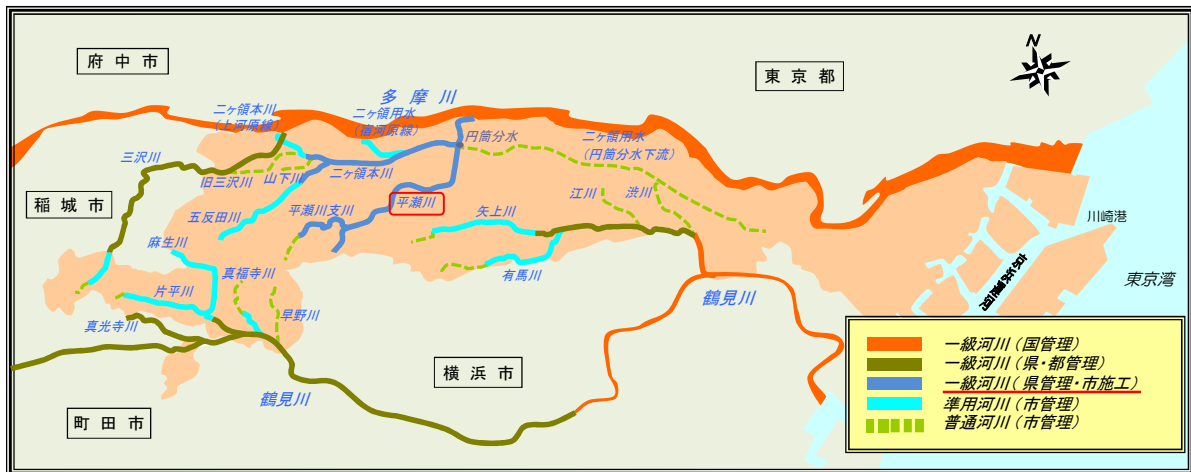 府中市
東京都
N
多摩川
二ヶ領本川
(上河原線)
二ヶ領用水
(宿河原線)
円筒分水
二ヶ領用水
(円筒分水下流)
三沢川
旧三沢川
山下川
二ヶ領本川
平瀬川
江川
渋川
稲城市
五反田川
平瀬川支川
矢上川
川崎港
麻生川
真福寺川
有馬川
京浜運河
東京湾
片平川
早野川
鶴見川
真光寺川
横浜市
鶴見川
町田市
一級河川(国管理)
一級河川(県・都管理)
一級河川(県管理・市施工)
準用河川(市管理)
普通河川(市管理)